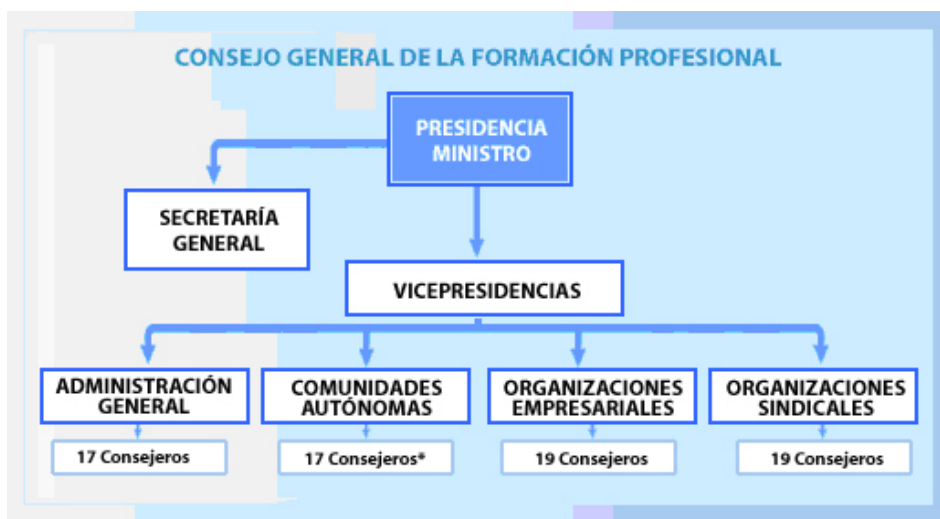 CONSEJO GENERAL DE LA FORMACIÓN PROFESIONAL
PRESIDENCIA
MINISTRO
SECRETARÍA
GENERAL
VICEPRESIDENCIAS
ADMINISTRACIÓN
GENERAL
COMUNIDADES
AUTÓNOMAS
ORGANIZACIONES
EMPRESARIALES
ORGANIZACIONES
SINDICALES
17 Consejeros
17 Consejeros*
19 Consejeros
19 Consejeros